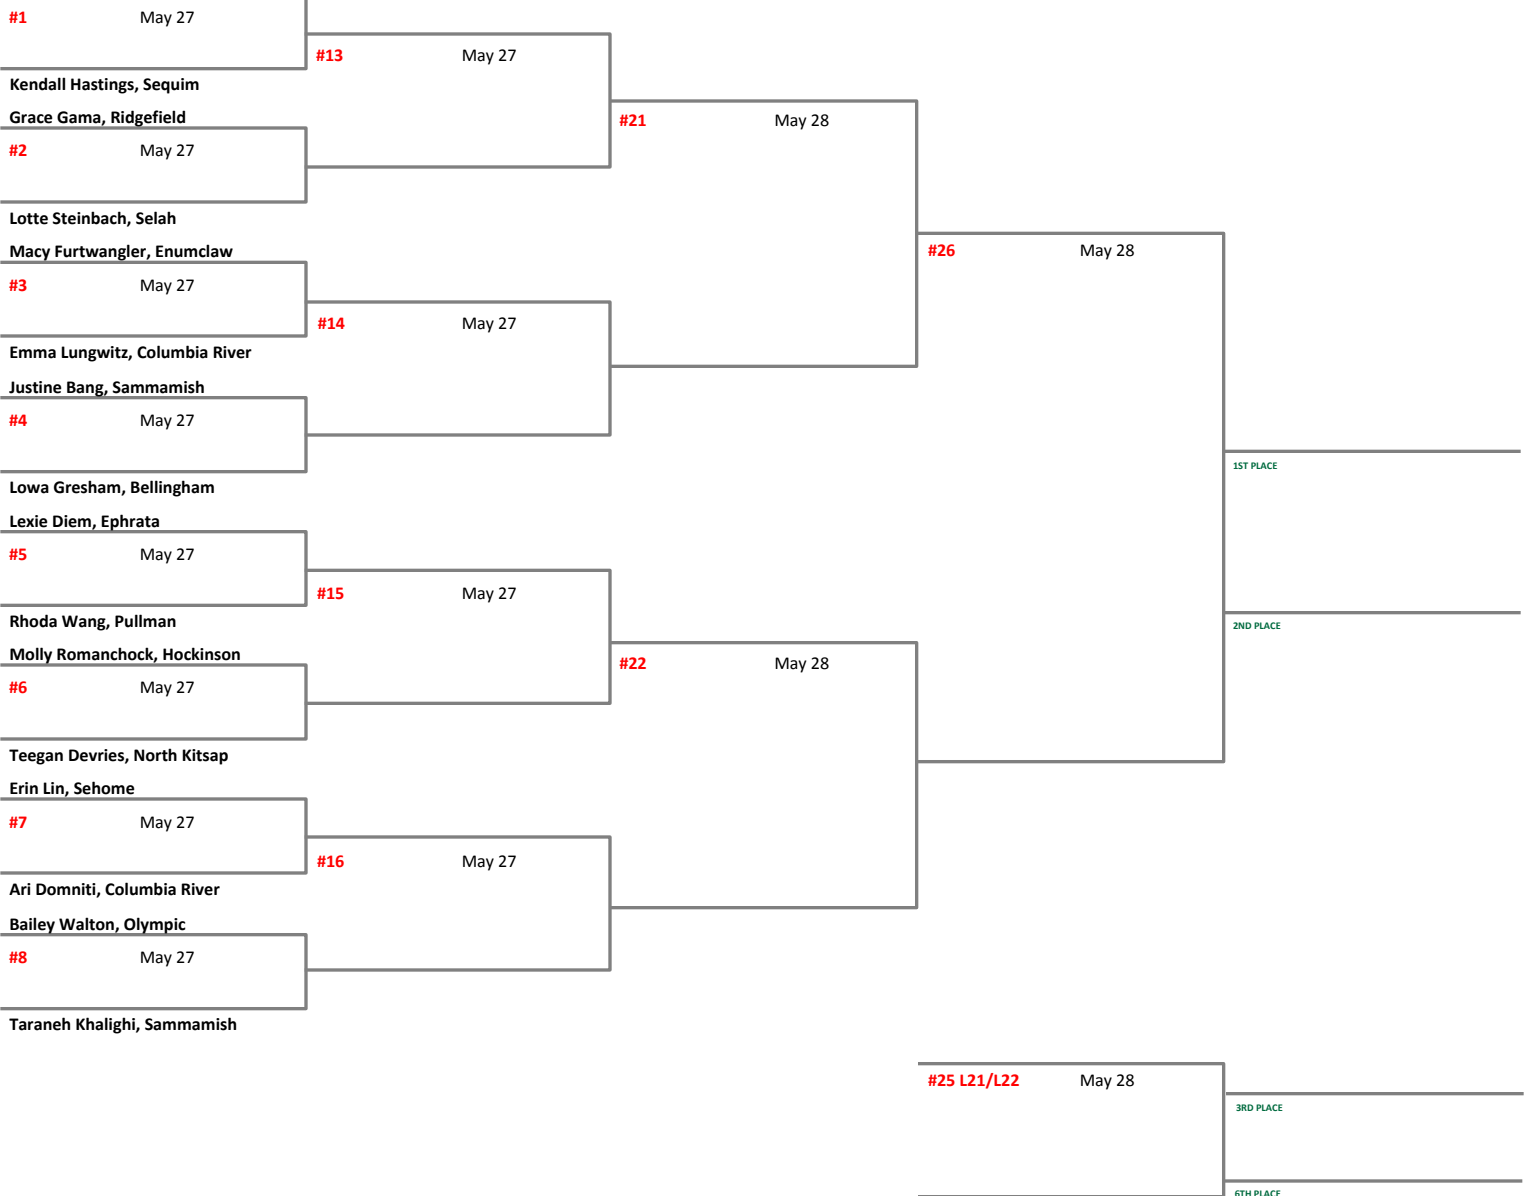 #1 May 27
#13 May 27
Kendall Hastings, Sequim
Grace Gama, Ridgefield
#21 May 28
#2 May 27
Lotte Steinbach, Selah
Macy Furtwangler, Enumclaw
#26 May 28
#3 May 27
#14 May 27
Emma Lungwitz, Columbia River
Justine Bang, Sammamish
#4 May 27
1ST PLACE
Lowa Gresham, Bellingham
Lexie Diem, Ephrata
#5 May 27
#15 May 27
Rhoda Wang, Pullman
2ND PLACE
Molly Romanchock, Hockinson
#22 May 28
#6 May 27
Teegan Devries, North Kitsap
Erin Lin, Sehome
#7 May 27
#16 May 27
Ari Domniti, Columbia River
Bailey Walton, Olympic
#8 May 27
Taraneh Khalighi, Sammamish
#25 L21/L22 May 28
3RD PLACE
6TH PLACE